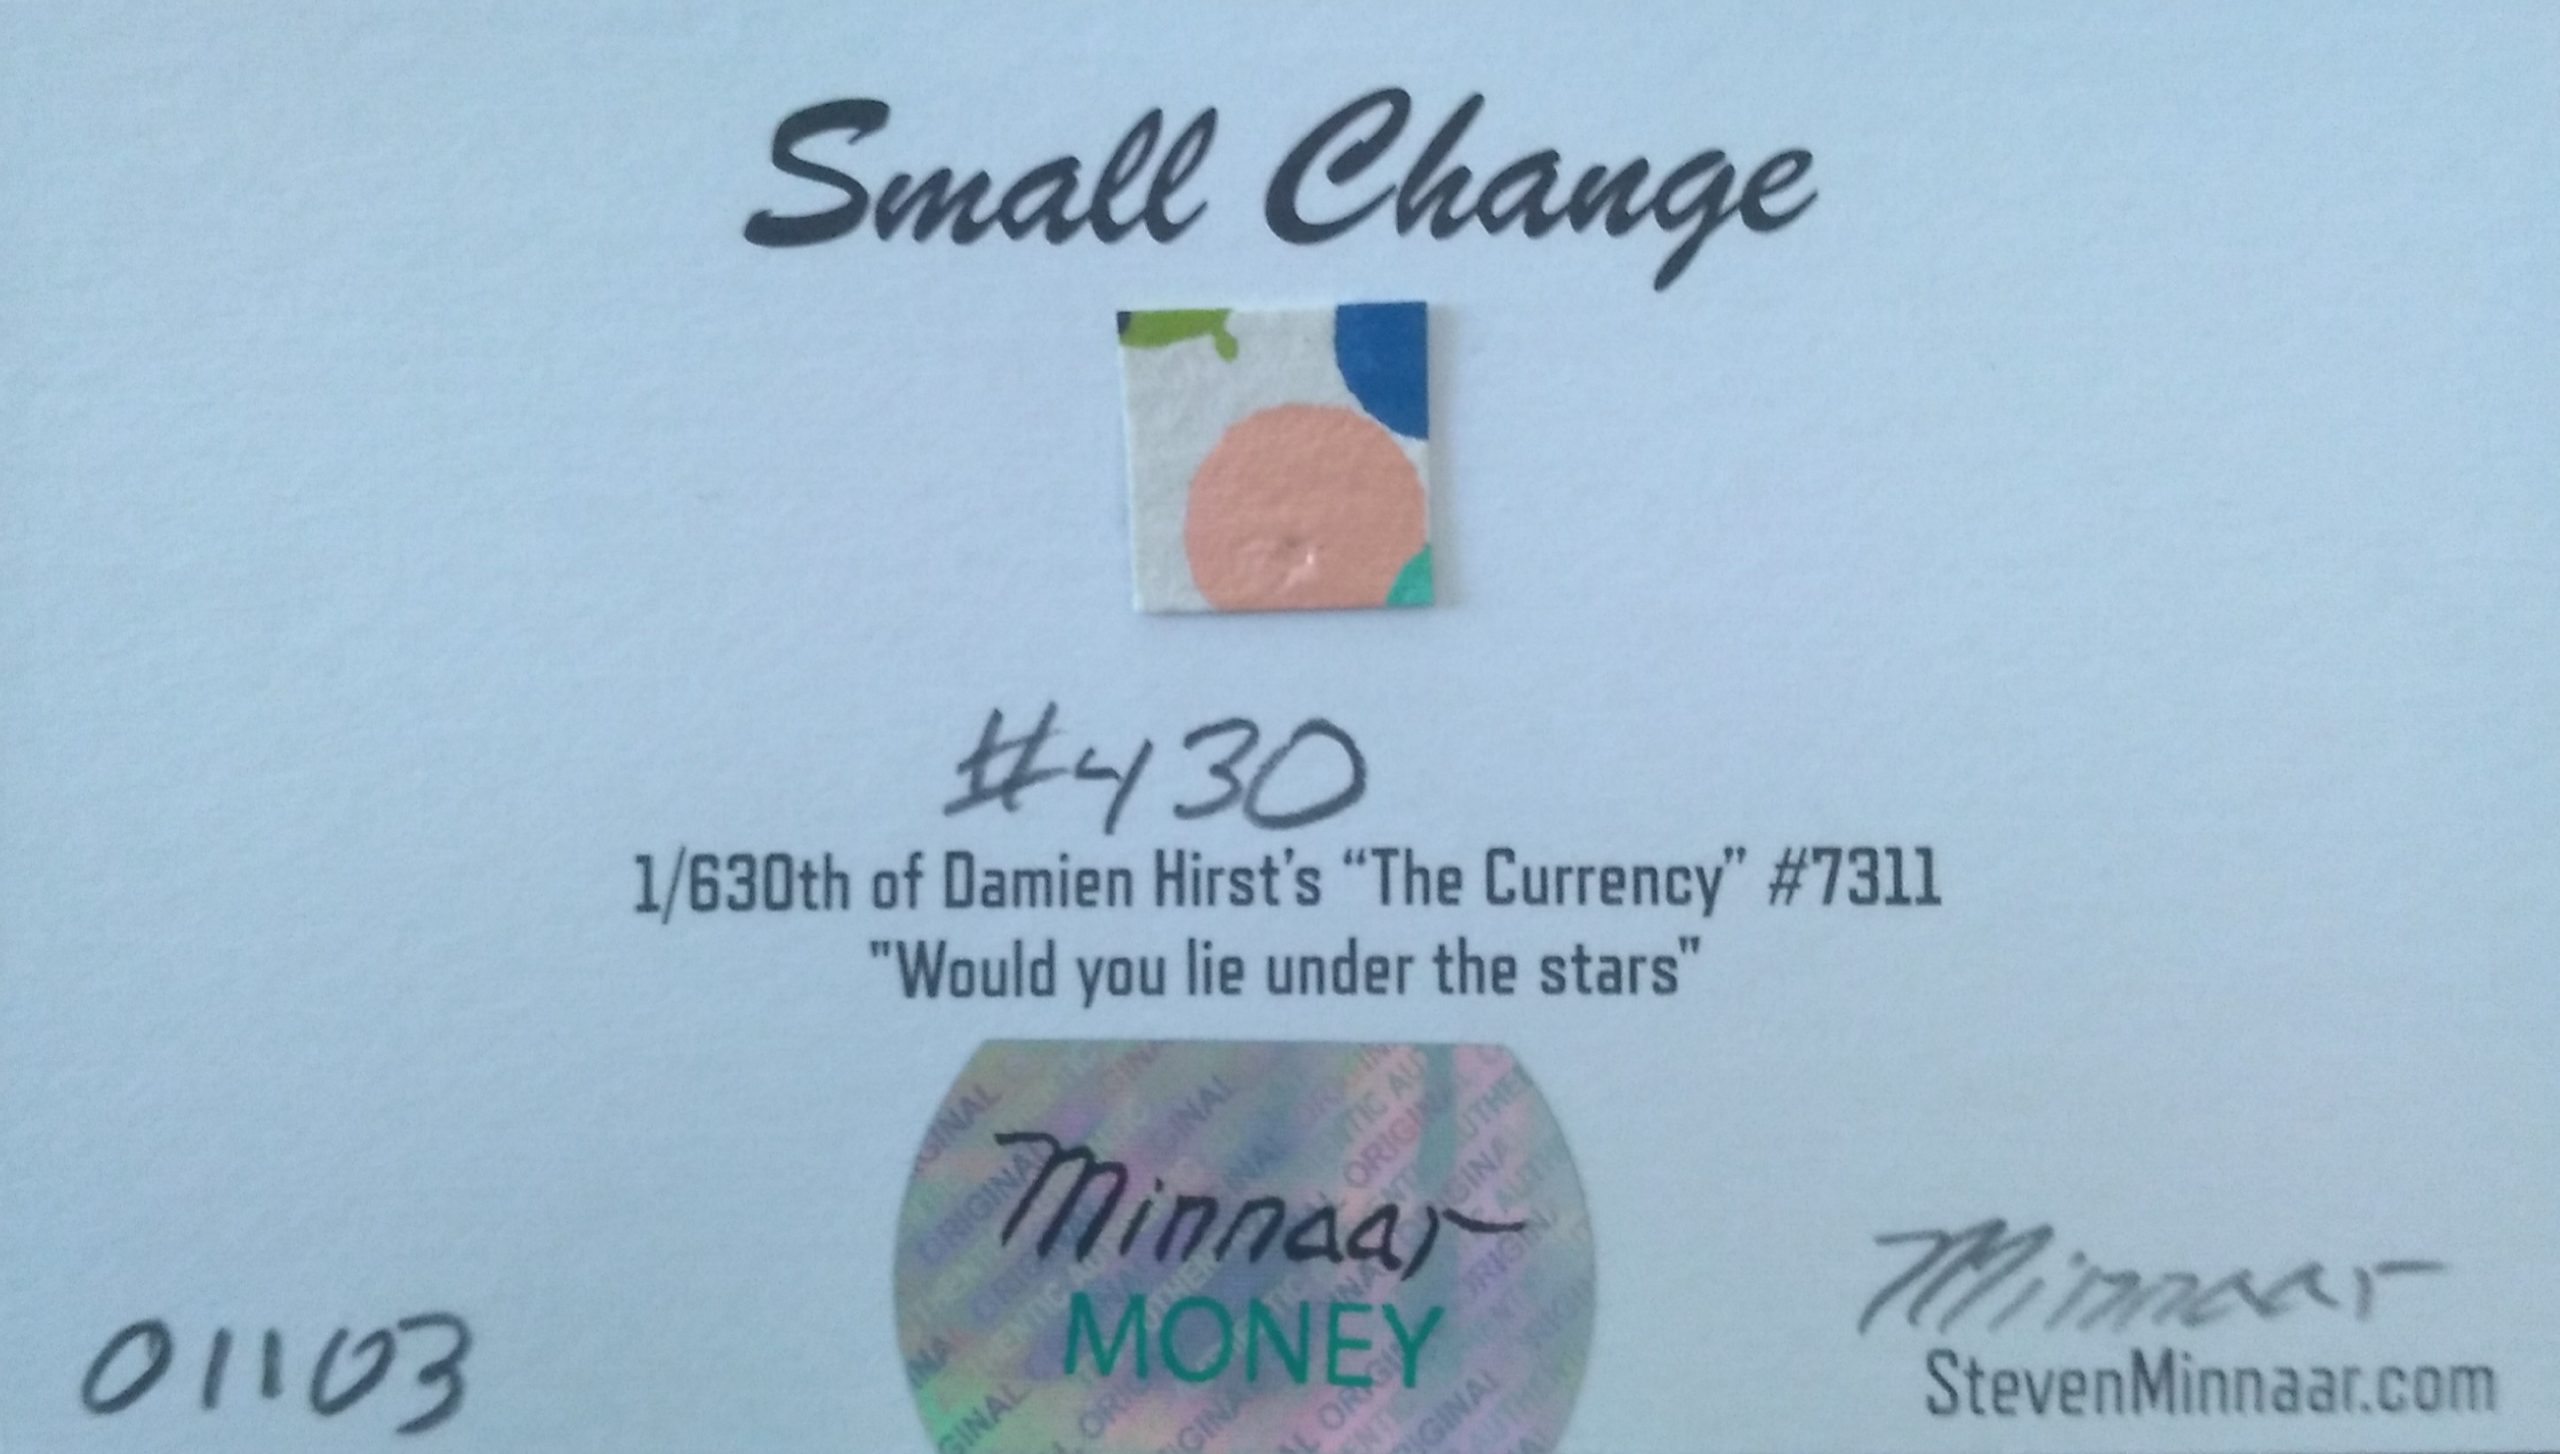 Small Change
#430
1/630th of Damien Hirst's “The Currency” #7311
"Would you lie under the stars"
Minnaar
MONEY
01103
Minnaar
StevenMinnaar.com